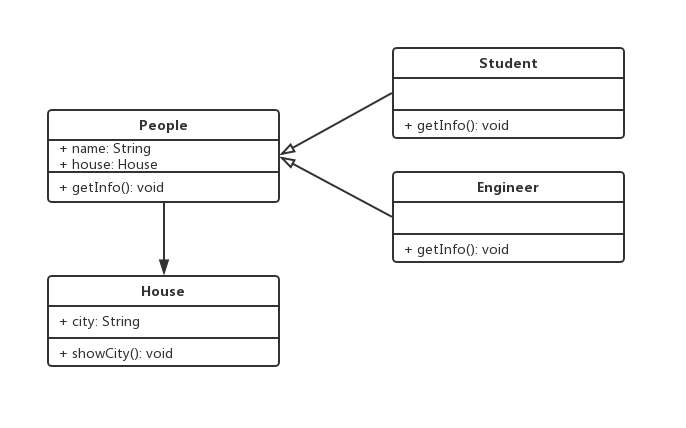 Student
+ getInfo(): void
People
+ name: String
+ house: House
+ getInfo(): void
Engineer
+ getInfo(): void
House
+ city: String
+ showCity(): void